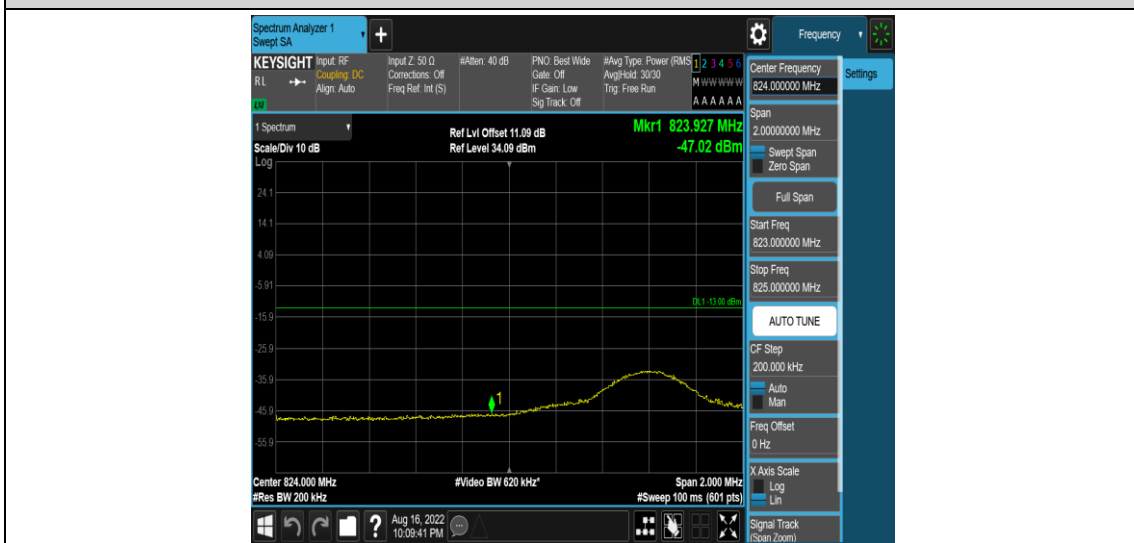 Spectrum Analyzer 1
Swept SA
+
Frequency
KEYSIGHT
RL
LXI
Input: RF
Coupling: DC
Align: Auto
Input Z: 50 Ω
Corrections: Off
Freq Ref: Int (S)
#Atten: 40 dB
PNO: Best Wide
Gate: Off
IF Gain: Low
Sig Track: Off
#Avg Type: Power (RMS
Avg|Hold: 30/30
Trig: Free Run
1 2 3 4 5 6
M W W W W W
A A A A A A
Center Frequency
824.000000 MHz
Settings
Span
2.00000000 MHz
Swept Span
Zero Span
Full Span
Start Freq
823.000000 MHz
Stop Freq
825.000000 MHz
AUTO TUNE
CF Step
200.000 kHz
Auto
Man
Freq Offset
0 Hz
X Axis Scale
Log
Lin
Signal Track
(Span Zoom)
1 Spectrum
Scale/Div 10 dB
Ref Lvl Offset 11.09 dB
Ref Level 34.09 dBm
Mkr1 823.927 MHz
-47.02 dBm
Log
24.1
14.1
4.09
-5.91
DL1 -13.00 dBm
-15.9
-25.9
-35.9
1
-45.9
-55.9
Center 824.000 MHz
#Video BW 620 kHz*
Span 2.000 MHz
#Res BW 200 kHz
#Sweep 100 ms (601 pts)
?
Aug 16, 2022
10:09:41 PM